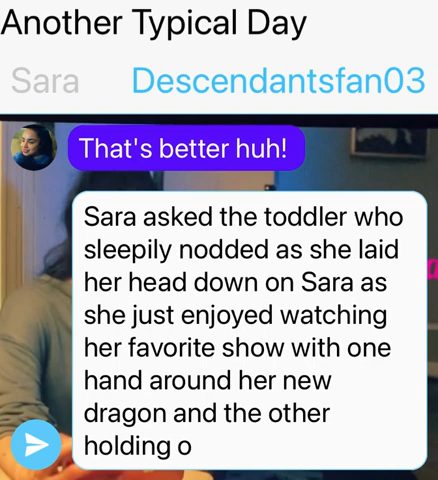 Another Typical Day
Sara Descendantsfan03
That's better huh!
Sara asked the toddler who
sleepily nodded as she laid
her head down on Sara as
she just enjoyed watching
her favorite show with one
hand around her new
dragon and the other
holding o